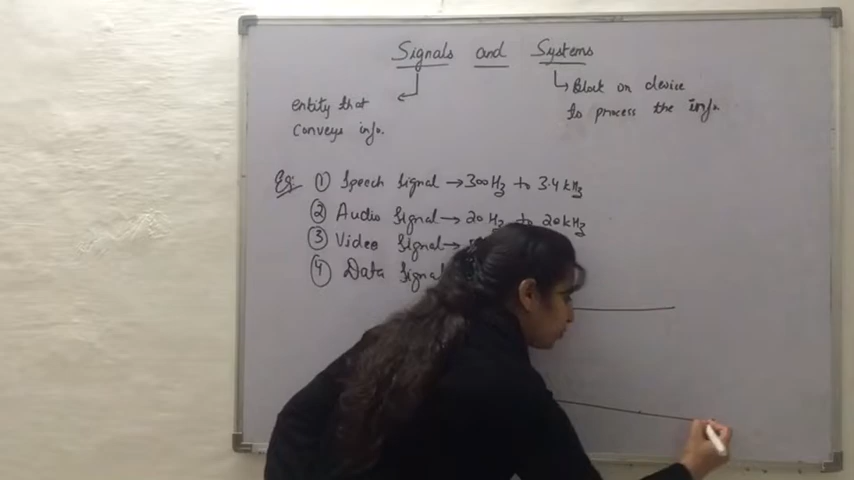 Signals and Systems
entity that
conveys info.
Block or device
to process the info.
Eg:
① Speech Signal → 300 Hz to 3.4 kHz
② Audio Signal → 20 Hz to 20 kHz
③ Video Signal →
④ Data Signal